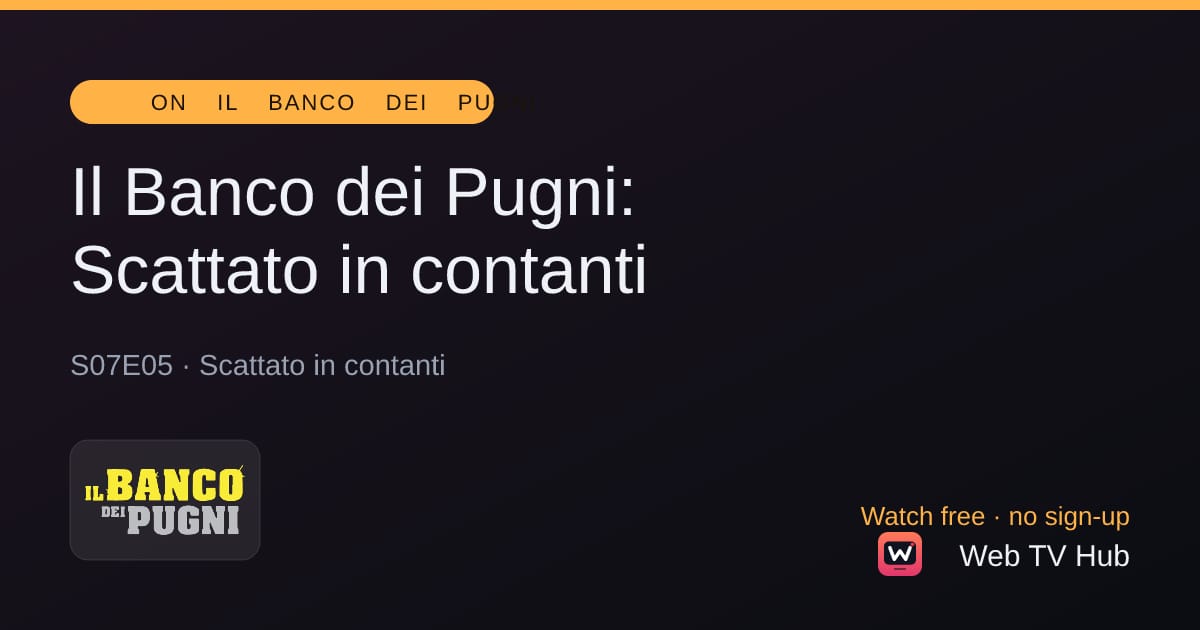 ON IL BANCO DEI PUGNI
Il Banco dei Pugni:
Scattato in contanti
S07E05 · Scattato in contanti
IL BANCO
DEI PUGNI
Watch free · no sign-up
W
Web TV Hub